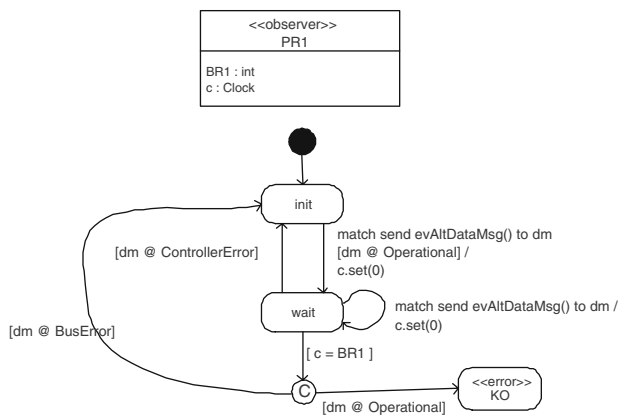 <<observer>>
PR1
BR1 : int
c : Clock
init
match send evAltDataMsg() to dm
[dm @ Operational] /
c.set(0)
[dm @ ControllerError]
wait
match send evAltDataMsg() to dm /
c.set(0)
[dm @ BusError]
[ c = BR1 ]
C
<<error>>
KO
[dm @ Operational]